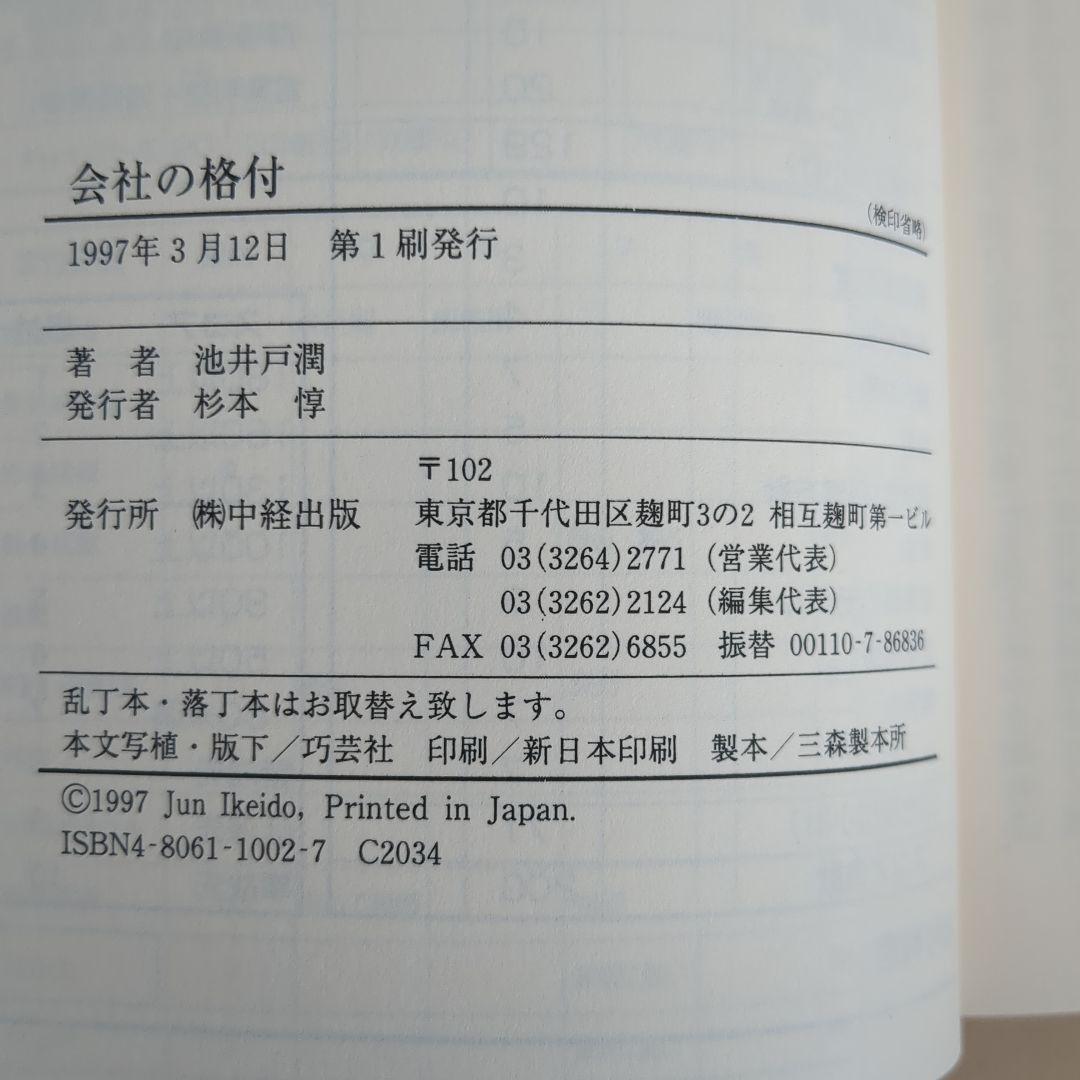 会社の格付
(検印省略)
1997年3月12日 第1刷発行
著 者 池井戸潤
発行者 杉本 惇
〒102
発行所 ㈱中経出版 東京都千代田区麹町3の2 相互麹町第一ビル
電話 03(3264)2771 (営業代表)
03(3262)2124 (編集代表)
FAX 03(3262)6855 振替 00110-7-86836
乱丁本・落丁本はお取替え致します。
本文写植・版下/巧芸社 印刷/新日本印刷 製本/三森製本所
©1997 Jun Ikeido, Printed in Japan.
ISBN4-8061-1002-7 C2034